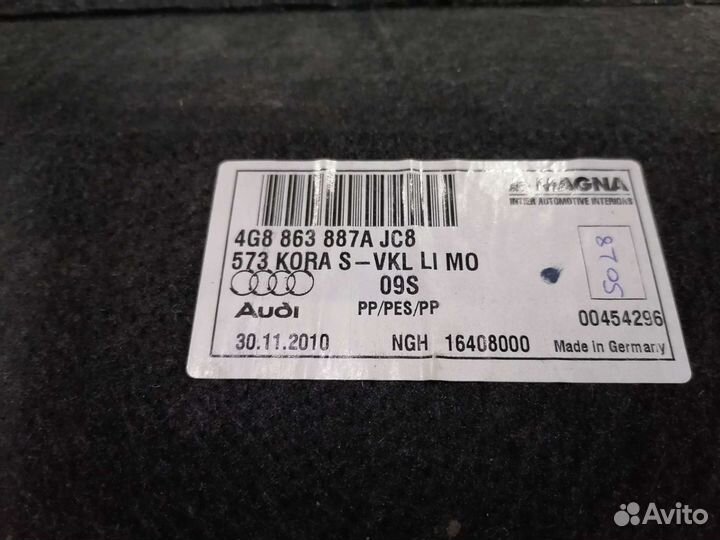 MAGNA
INTIER AUTOMOTIVE INTERIORS
4G8 863 887A JC8
573 KORA S-VKL LI MO
09S
8705
Audi
PP/PES/PP
00454296
30.11.2010 NGH 16408000 Made in Germany
Avito